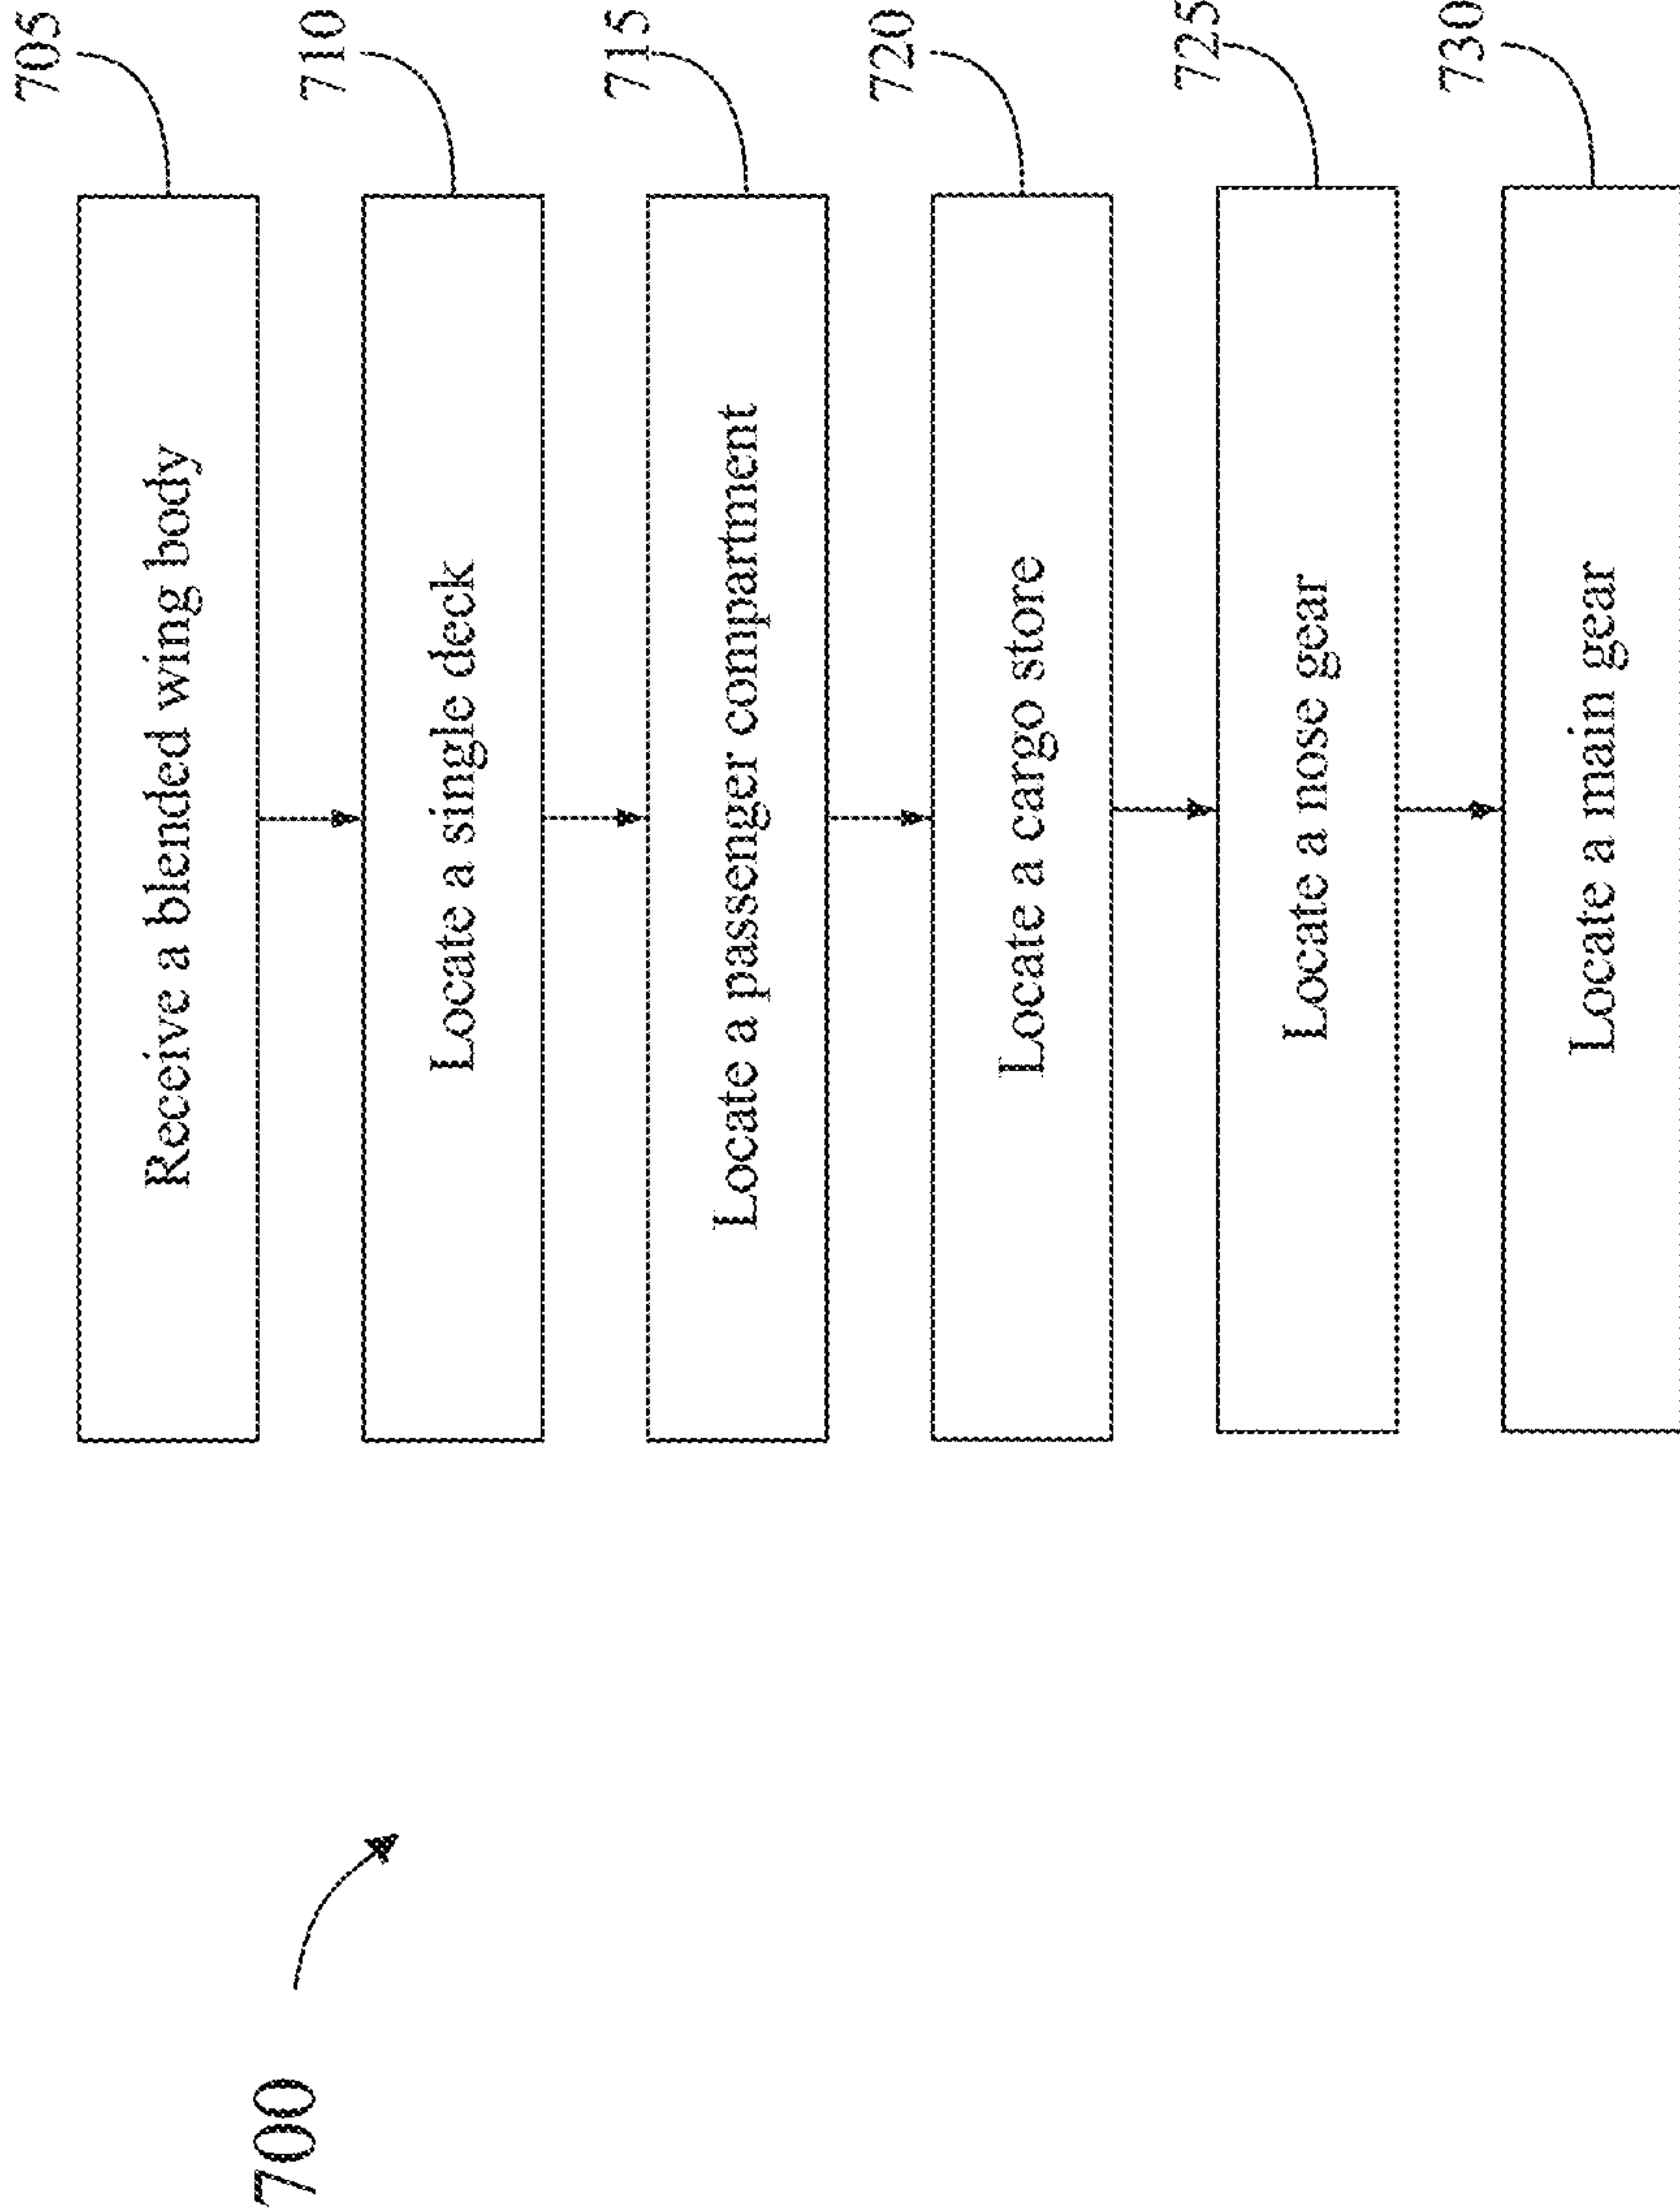 700
Receive a blended wing body
705
Locate a single deck
710
Locate a passenger compartment
715
Locate a cargo store
720
Locate a nose gear
725
Locate a main gear
730